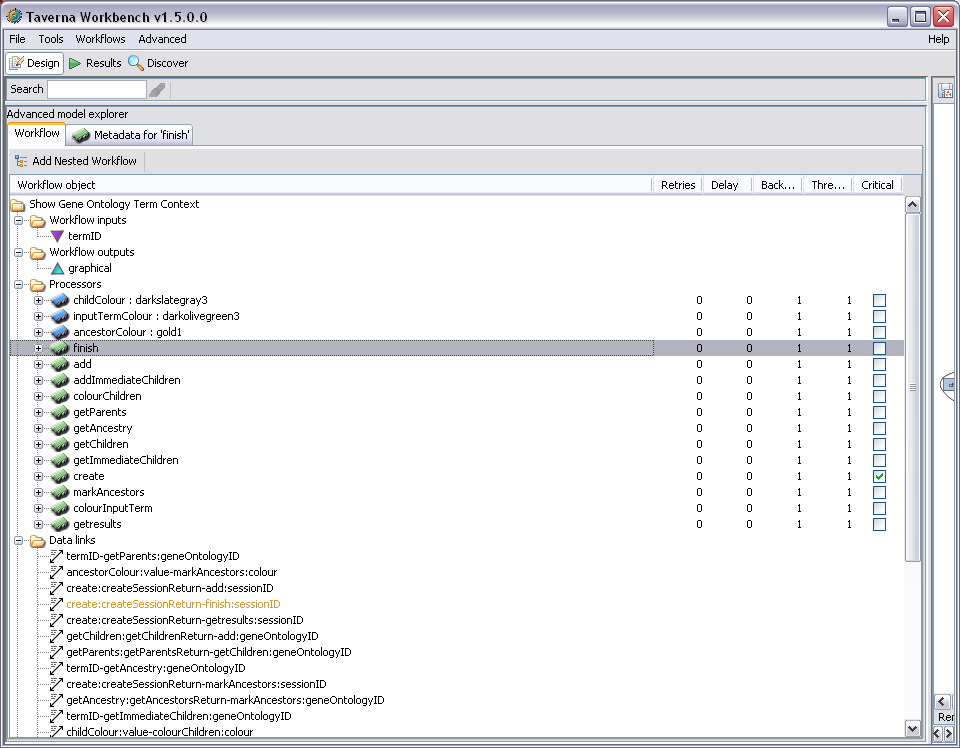 Taverna Workbench v1.5.0.0
File Tools Workflows Advanced Help
Design Results Discover
Search
Advanced model explorer
Workflow Metadata for 'finish'
Add Nested Workflow
Workflow object Retries Delay Back... Thre... Critical
Show Gene Ontology Term Context
Workflow inputs
termID
Workflow outputs
graphical
Processors
childColour : darkslategray3 0 0 1 1
inputTermColour : darkolivegreen3 0 0 1 1
ancestorColour : gold1 0 0 1 1
finish 0 0 1 1
add 0 0 1 1
addImmediateChildren 0 0 1 1
colourChildren 0 0 1 1
getParents 0 0 1 1
getAncestry 0 0 1 1
getChildren 0 0 1 1
getImmediateChildren 0 0 1 1
create 0 0 1 1
markAncestors 0 0 1 1
colourInputTerm 0 0 1 1
getresults 0 0 1 1
Data links
termID-getParents:geneOntologyID
ancestorColour:value-markAncestors:colour
create:createSessionReturn-add:sessionID
create:createSessionReturn-finish:sessionID
create:createSessionReturn-getresults:sessionID
getChildren:getChildrenReturn-add:geneOntologyID
getParents:getParentsReturn-getChildren:geneOntologyID
termID-getAncestry:geneOntologyID
create:createSessionReturn-markAncestors:sessionID
getAncestry:getAncestorsReturn-markAncestors:geneOntologyID
termID-getImmediateChildren:geneOntologyID
childColour:value-colourChildren:colour
Rer